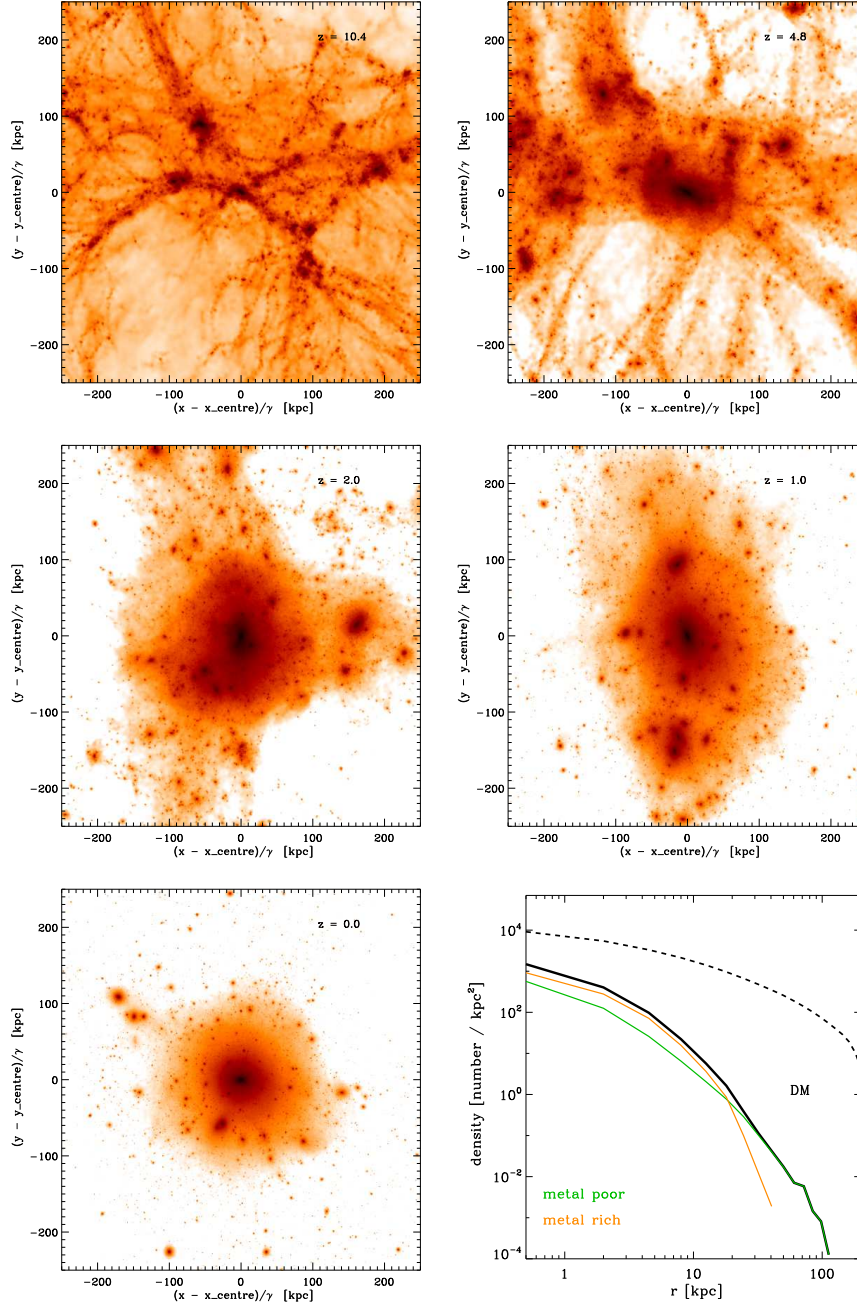 z = 10.4
200
100
0
-100
-200
(y - y_centre)/γ [kpc]
-200 -100 0 100 200
(x - x_centre)/γ [kpc]
z = 4.8
200
100
0
-100
-200
(y - y_centre)/γ [kpc]
-200 -100 0 100 200
(x - x_centre)/γ [kpc]
z = 2.0
200
100
0
-100
-200
(y - y_centre)/γ [kpc]
-200 -100 0 100 200
(x - x_centre)/γ [kpc]
z = 1.0
200
100
0
-100
-200
(y - y_centre)/γ [kpc]
-200 -100 0 100 200
(x - x_centre)/γ [kpc]
z = 0.0
200
100
0
-100
-200
(y - y_centre)/γ [kpc]
-200 -100 0 100 200
(x - x_centre)/γ [kpc]
10⁴
10²
10⁰
10⁻²
10⁻⁴
density [number / kpc²]
DM
metal poor
metal rich
1 10 100
r [kpc]